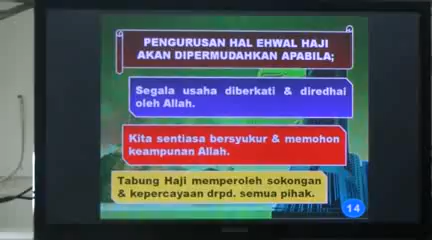 PENGURUSAN HAL EHWAL HAJI
AKAN DIPERMUDAHKAN APABILA;
Segala usaha diberkati & diredhai
oleh Allah.
Kita sentiasa bersyukur & memohon
keampunan Allah.
Tabung Haji memperoleh sokongan
& kepercayaan drpd. semua pihak.
14